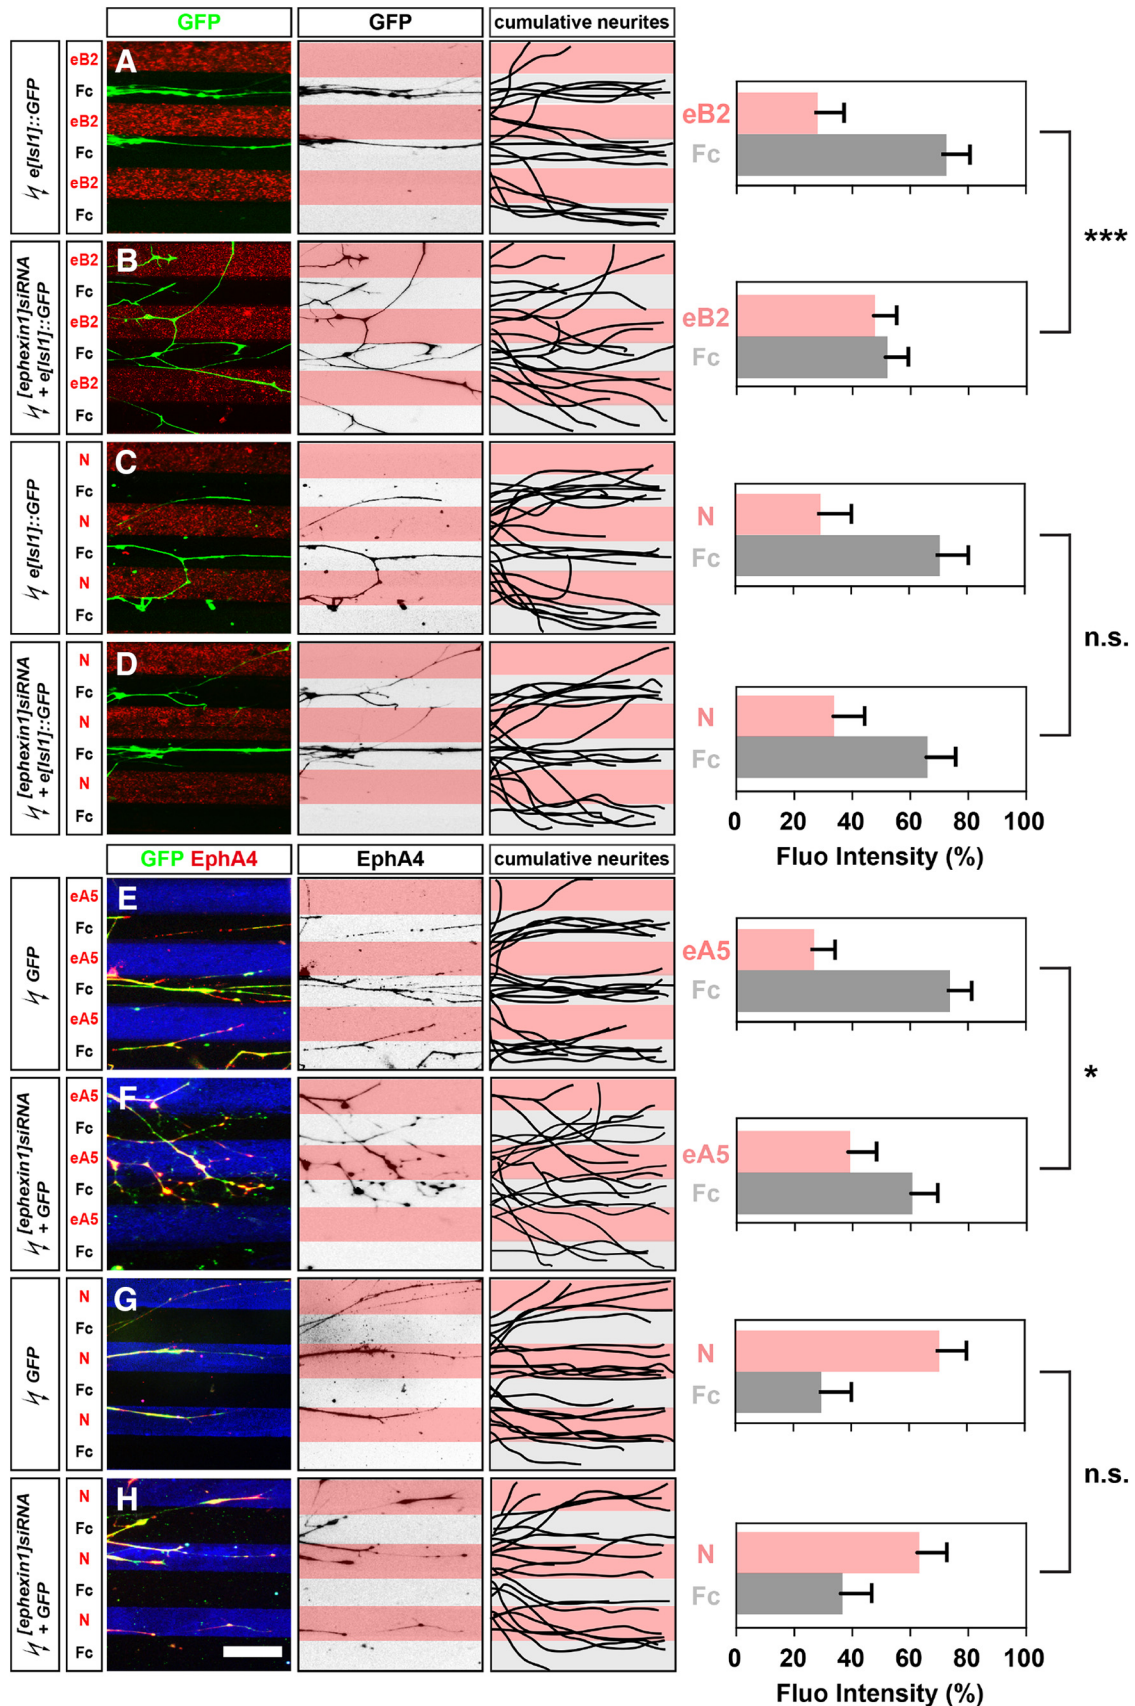 GFP GFP cumulative neurites
e[Isl1]::GFP
eB2
Fc
eB2
Fc
eB2
Fc
A
eB2
Fc
[ephexin1]siRNA
+ e[Isl1]::GFP
eB2
Fc
eB2
Fc
eB2
Fc
B
eB2
Fc
***
e[Isl1]::GFP
N
Fc
N
Fc
N
Fc
C
N
Fc
[ephexin1]siRNA
+ e[Isl1]::GFP
N
Fc
N
Fc
N
Fc
D
N
Fc
n.s.
0 20 40 60 80 100
Fluo Intensity (%)
GFP EphA4 EphA4 cumulative neurites
GFP
eA5
Fc
eA5
Fc
eA5
Fc
E
eA5
Fc
[ephexin1]siRNA
+ GFP
eA5
Fc
eA5
Fc
eA5
Fc
F
eA5
Fc
*
GFP
N
Fc
N
Fc
N
Fc
G
N
Fc
[ephexin1]siRNA
+ GFP
N
Fc
N
Fc
N
Fc
H
N
Fc
n.s.
0 20 40 60 80 100
Fluo Intensity (%)